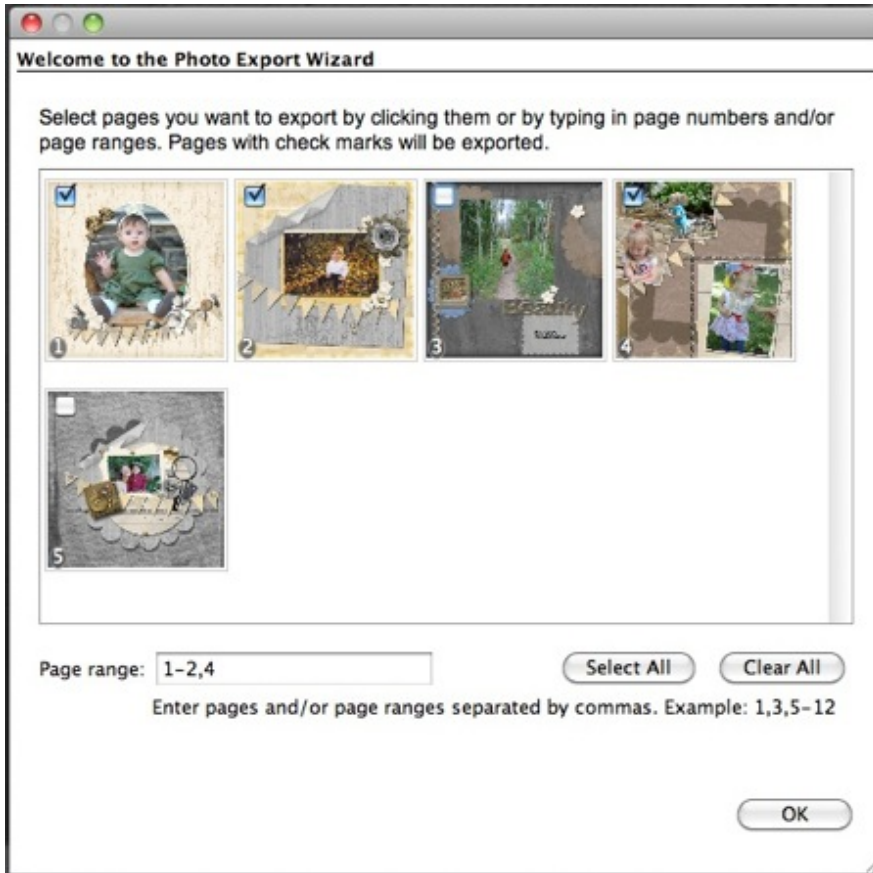 Welcome to the Photo Export Wizard
Select pages you want to export by clicking them or by typing in page numbers and/or
page ranges. Pages with check marks will be exported.
1
2
3
4
Beauty
5
Page range: 1-2,4
Select All
Clear All
Enter pages and/or page ranges separated by commas. Example: 1,3,5-12
OK